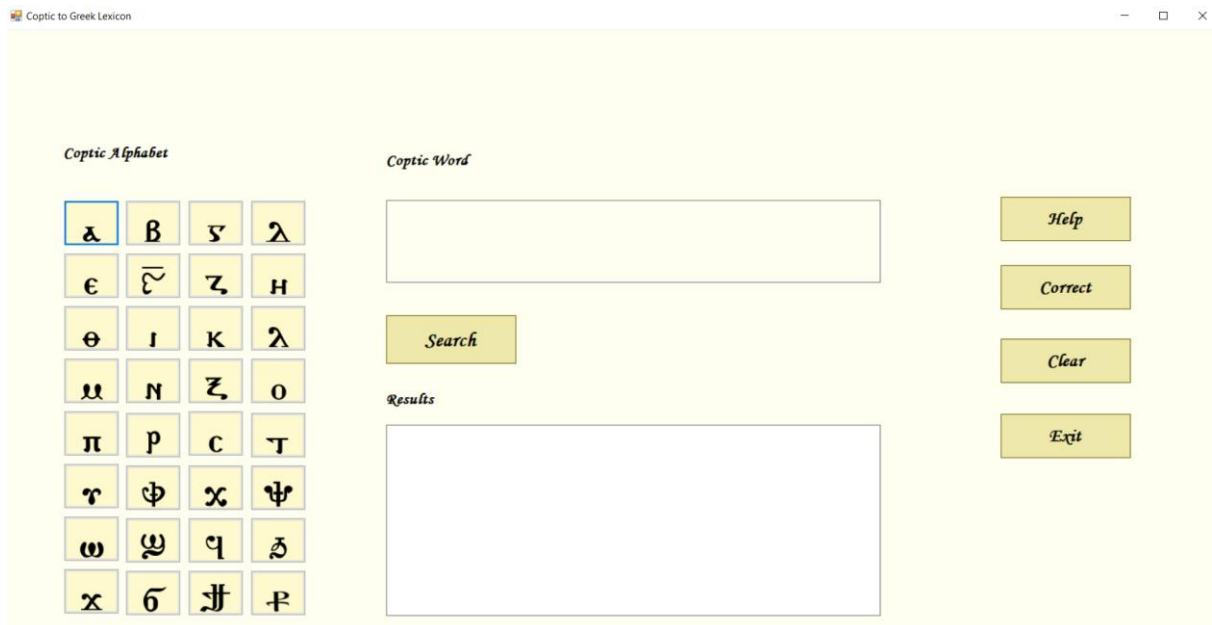 Coptic to Greek Lexicon
Coptic Alphabet
Coptic Word
ⲁ ⲃ ⲅ ⲗ
ⲉ ⲋ̅ ⲍ ⲏ
ⲑ ⲓ ⲕ ⲗ
ⲙ ⲛ ⲝ ⲟ
ⲡ ⲣ ⲥ ⲧ
ⲩ ⲫ ⲭ ⲯ
ⲱ ϣ ϥ ϩ
ϫ ϭ ϯ ⳨
Search
Results
Help
Correct
Clear
Exit